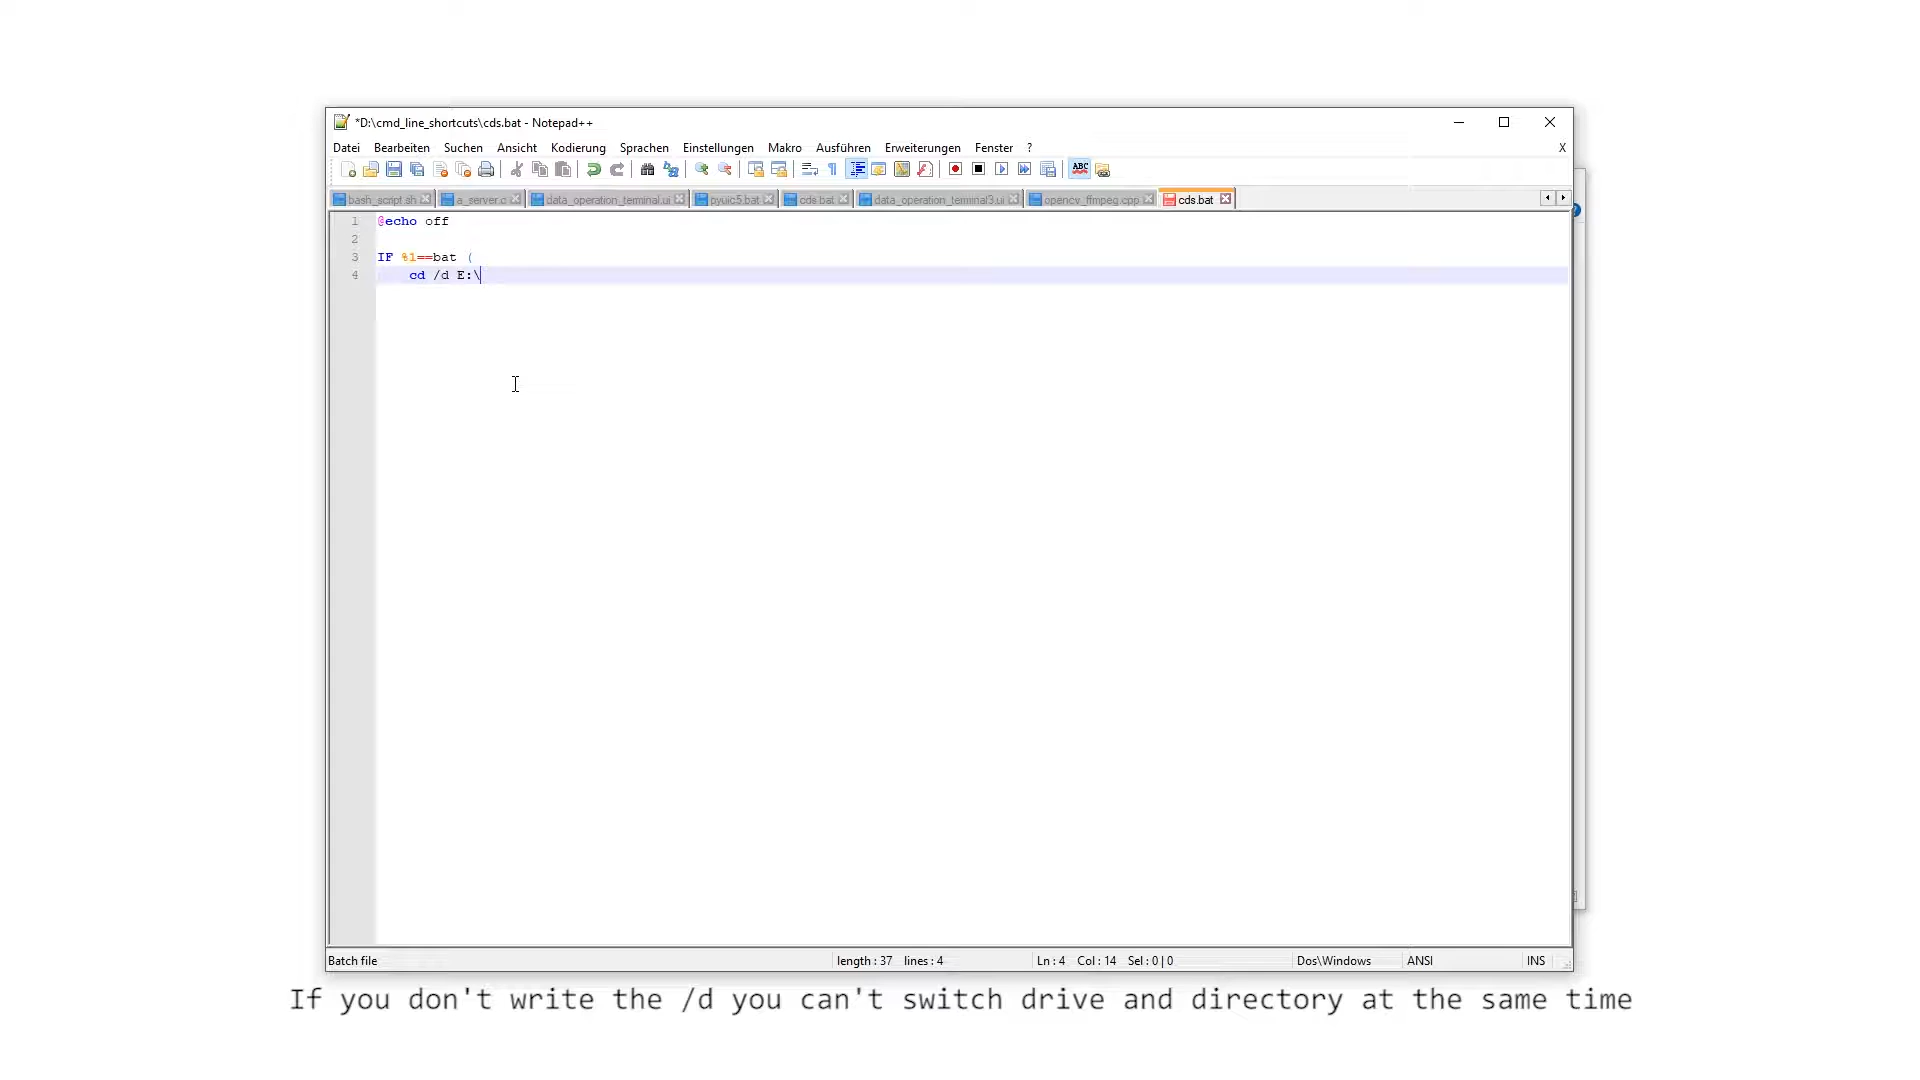 *D:\cmd_line_shortcuts\cds.bat - Notepad++
Datei Bearbeiten Suchen Ansicht Kodierung Sprachen Einstellungen Makro Ausführen Erweiterungen Fenster ? X
ABC
bash_script.sh a_server.c data_operation_terminal.ui pyuic5.bat cds.bat data_operation_terminal3.ui opencv_ffmpeg.cpp cds.bat
1 @echo off
2
3 IF %1==bat (
4 cd /d E:\
Batch file length : 37 lines : 4 Ln : 4 Col : 14 Sel : 0 | 0 Dos\Windows ANSI INS
If you don't write the /d you can't switch drive and directory at the same time